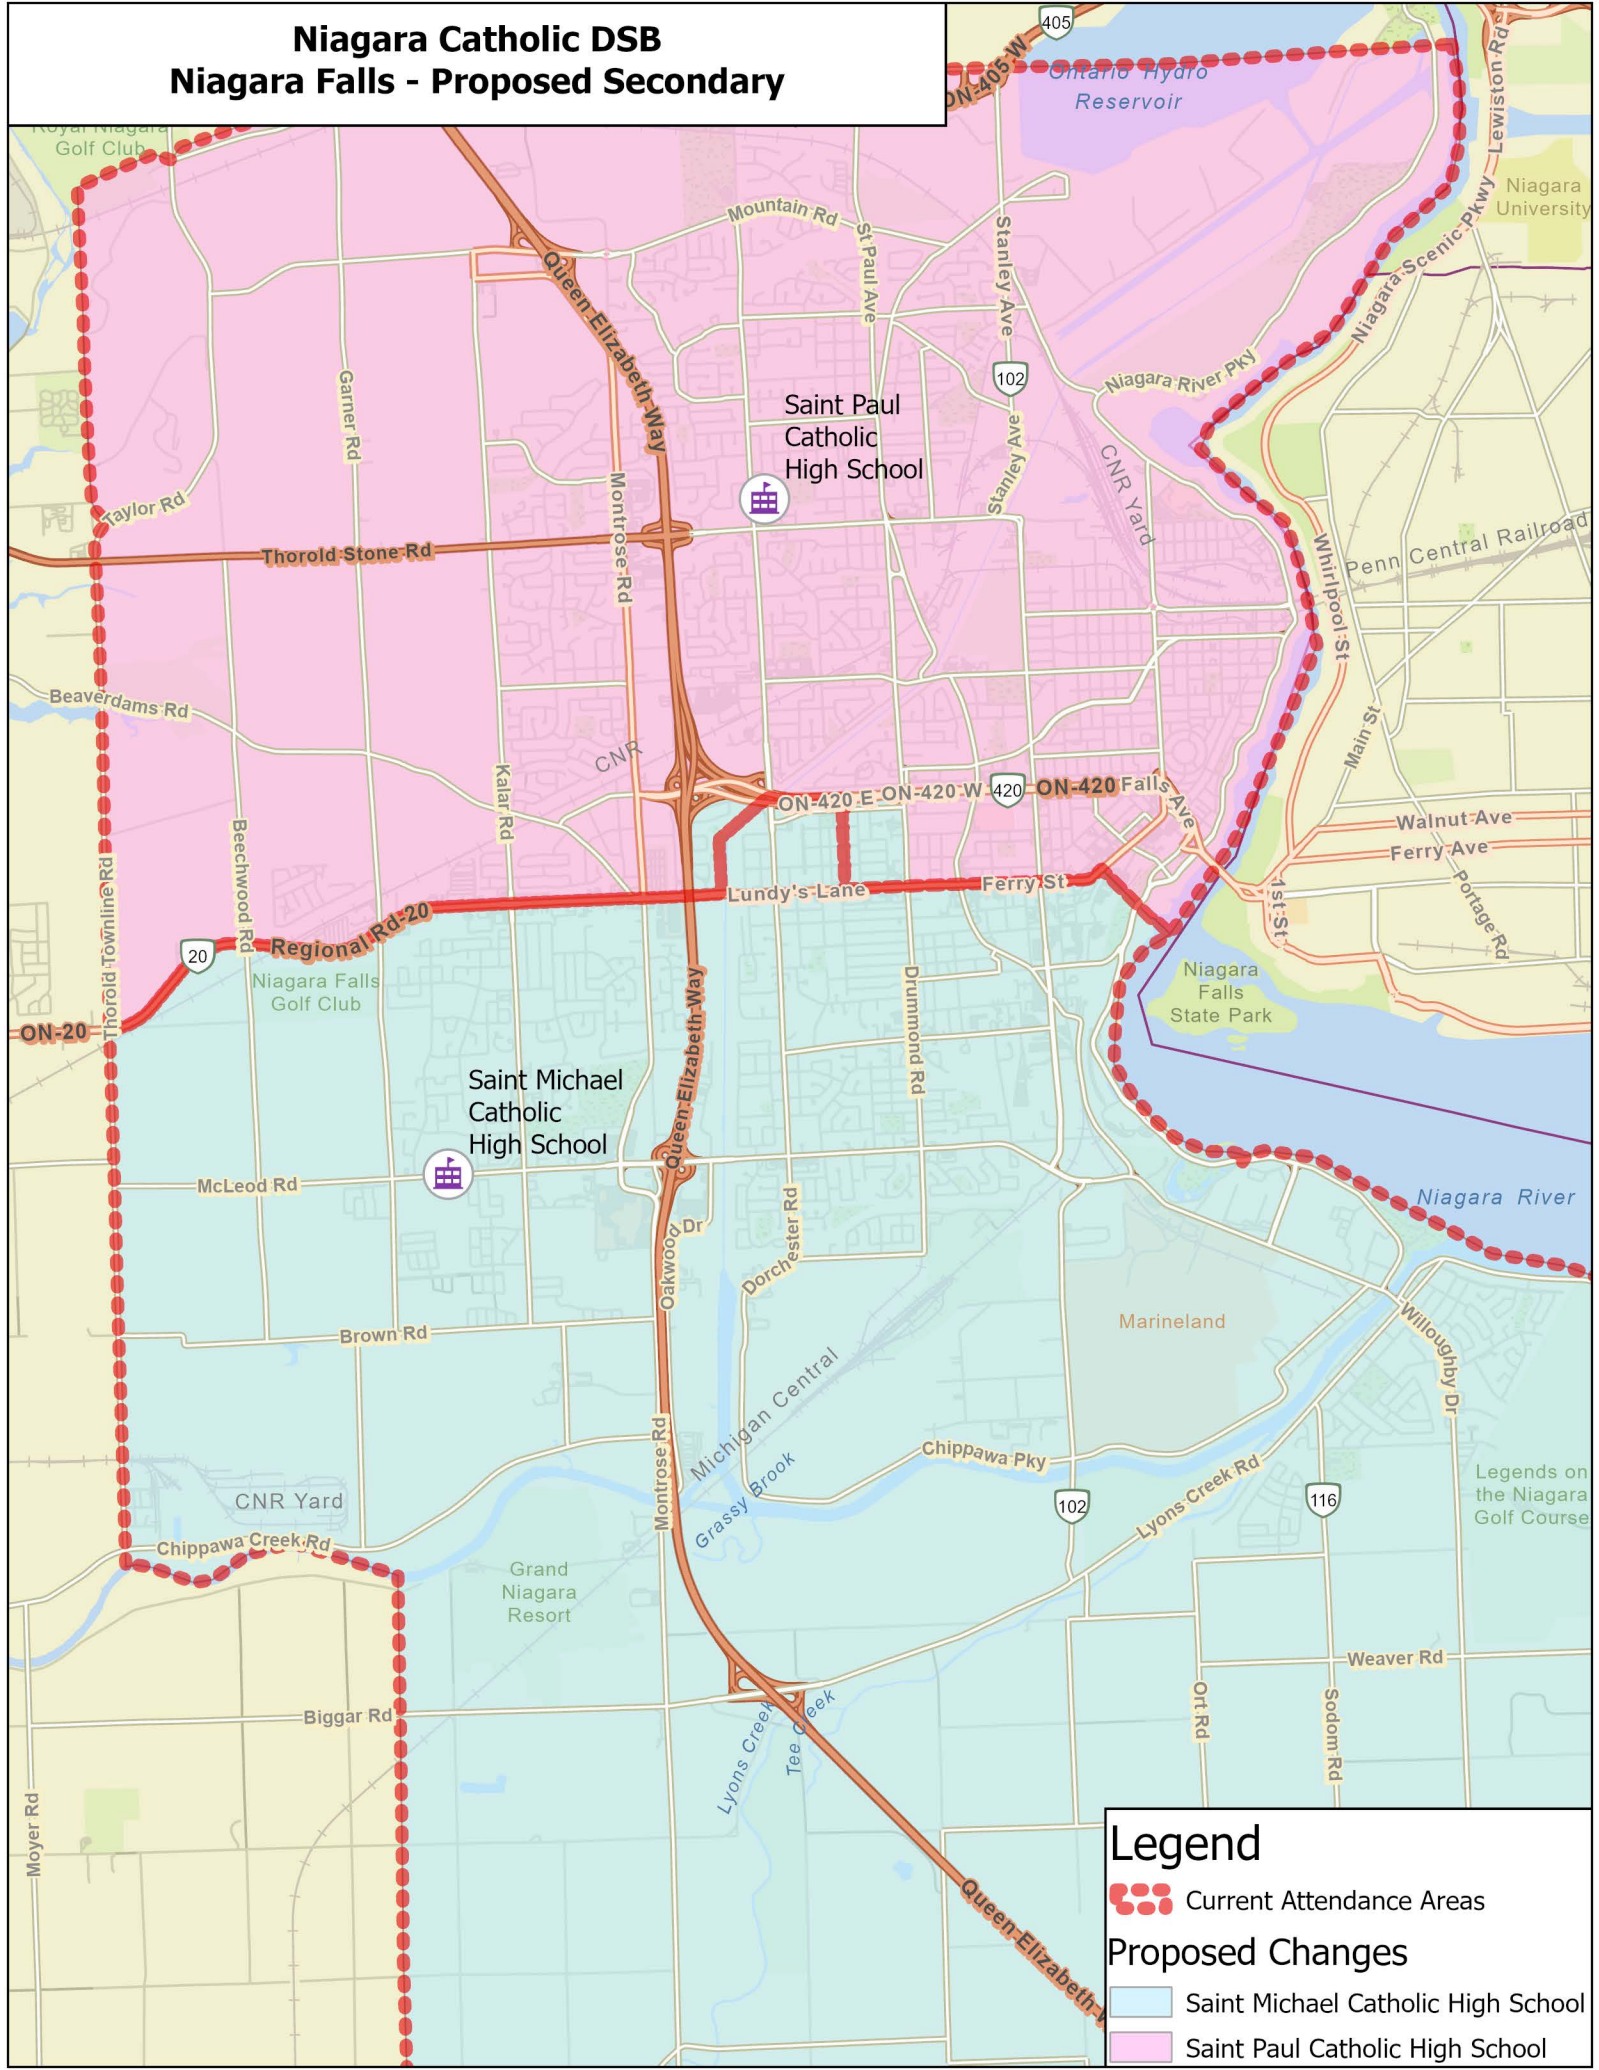 Niagara Catholic DSB
Niagara Falls - Proposed Secondary
405
ON-405 W
Ontario Hydro
Reservoir
Lewiston Rd
Royal Niagara
Golf Club
Niagara
University
Mountain Rd
St Paul Ave
Stanley Ave
Niagara Scenic Pkwy
Queen Elizabeth Way
102
Niagara River Pky
Garner Rd
Saint Paul
Catholic
High School
Stanley Ave
CNR Yard
Montrose Rd
Taylor Rd
Thorold Stone Rd
Whirlpool St
Penn Central Railroad
Beaverdams Rd
Main St
CNR
Kalar Rd
ON-420 E
ON-420 W
420
ON-420
Falls Ave
Walnut Ave
Ferry Ave
Beechwood Rd
Thorold Townline Rd
Lundy's Lane
Ferry St
1st St
Portage Rd
Regional Rd-20
20
Niagara Falls
Golf Club
ON-20
Niagara
Falls
State Park
Drummond Rd
Queen Elizabeth Way
Saint Michael
Catholic
High School
McLeod Rd
Niagara River
Oakwood Dr
Dorchester Rd
Brown Rd
Marineland
Willoughby Dr
Michigan Central
Montrose Rd
Grassy Brook
Chippawa Pky
Lyons Creek Rd
CNR Yard
102
116
Legends on
the Niagara
Golf Course
Chippawa Creek Rd
Grand
Niagara
Resort
Weaver Rd
Ort Rd
Sodom Rd
Biggar Rd
Lyons Creek
Tee Creek
Moyer Rd
Queen Elizabeth W
Legend
Current Attendance Areas
Proposed Changes
Saint Michael Catholic High School
Saint Paul Catholic High School